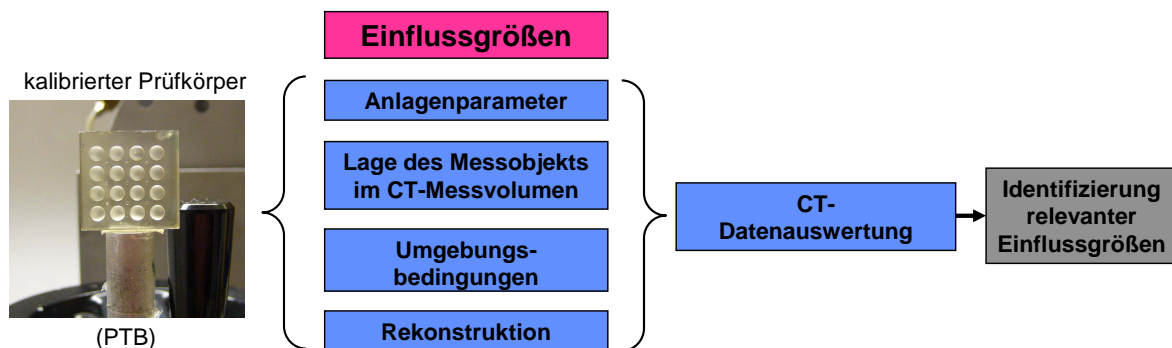 Einflussgrößen
kalibrierter Prüfkörper
(PTB)
Anlagenparameter
Lage des Messobjekts
im CT-Messvolumen
Umgebungs-
bedingungen
Rekonstruktion
CT-
Datenauswertung
Identifizierung
relevanter
Einflussgrößen